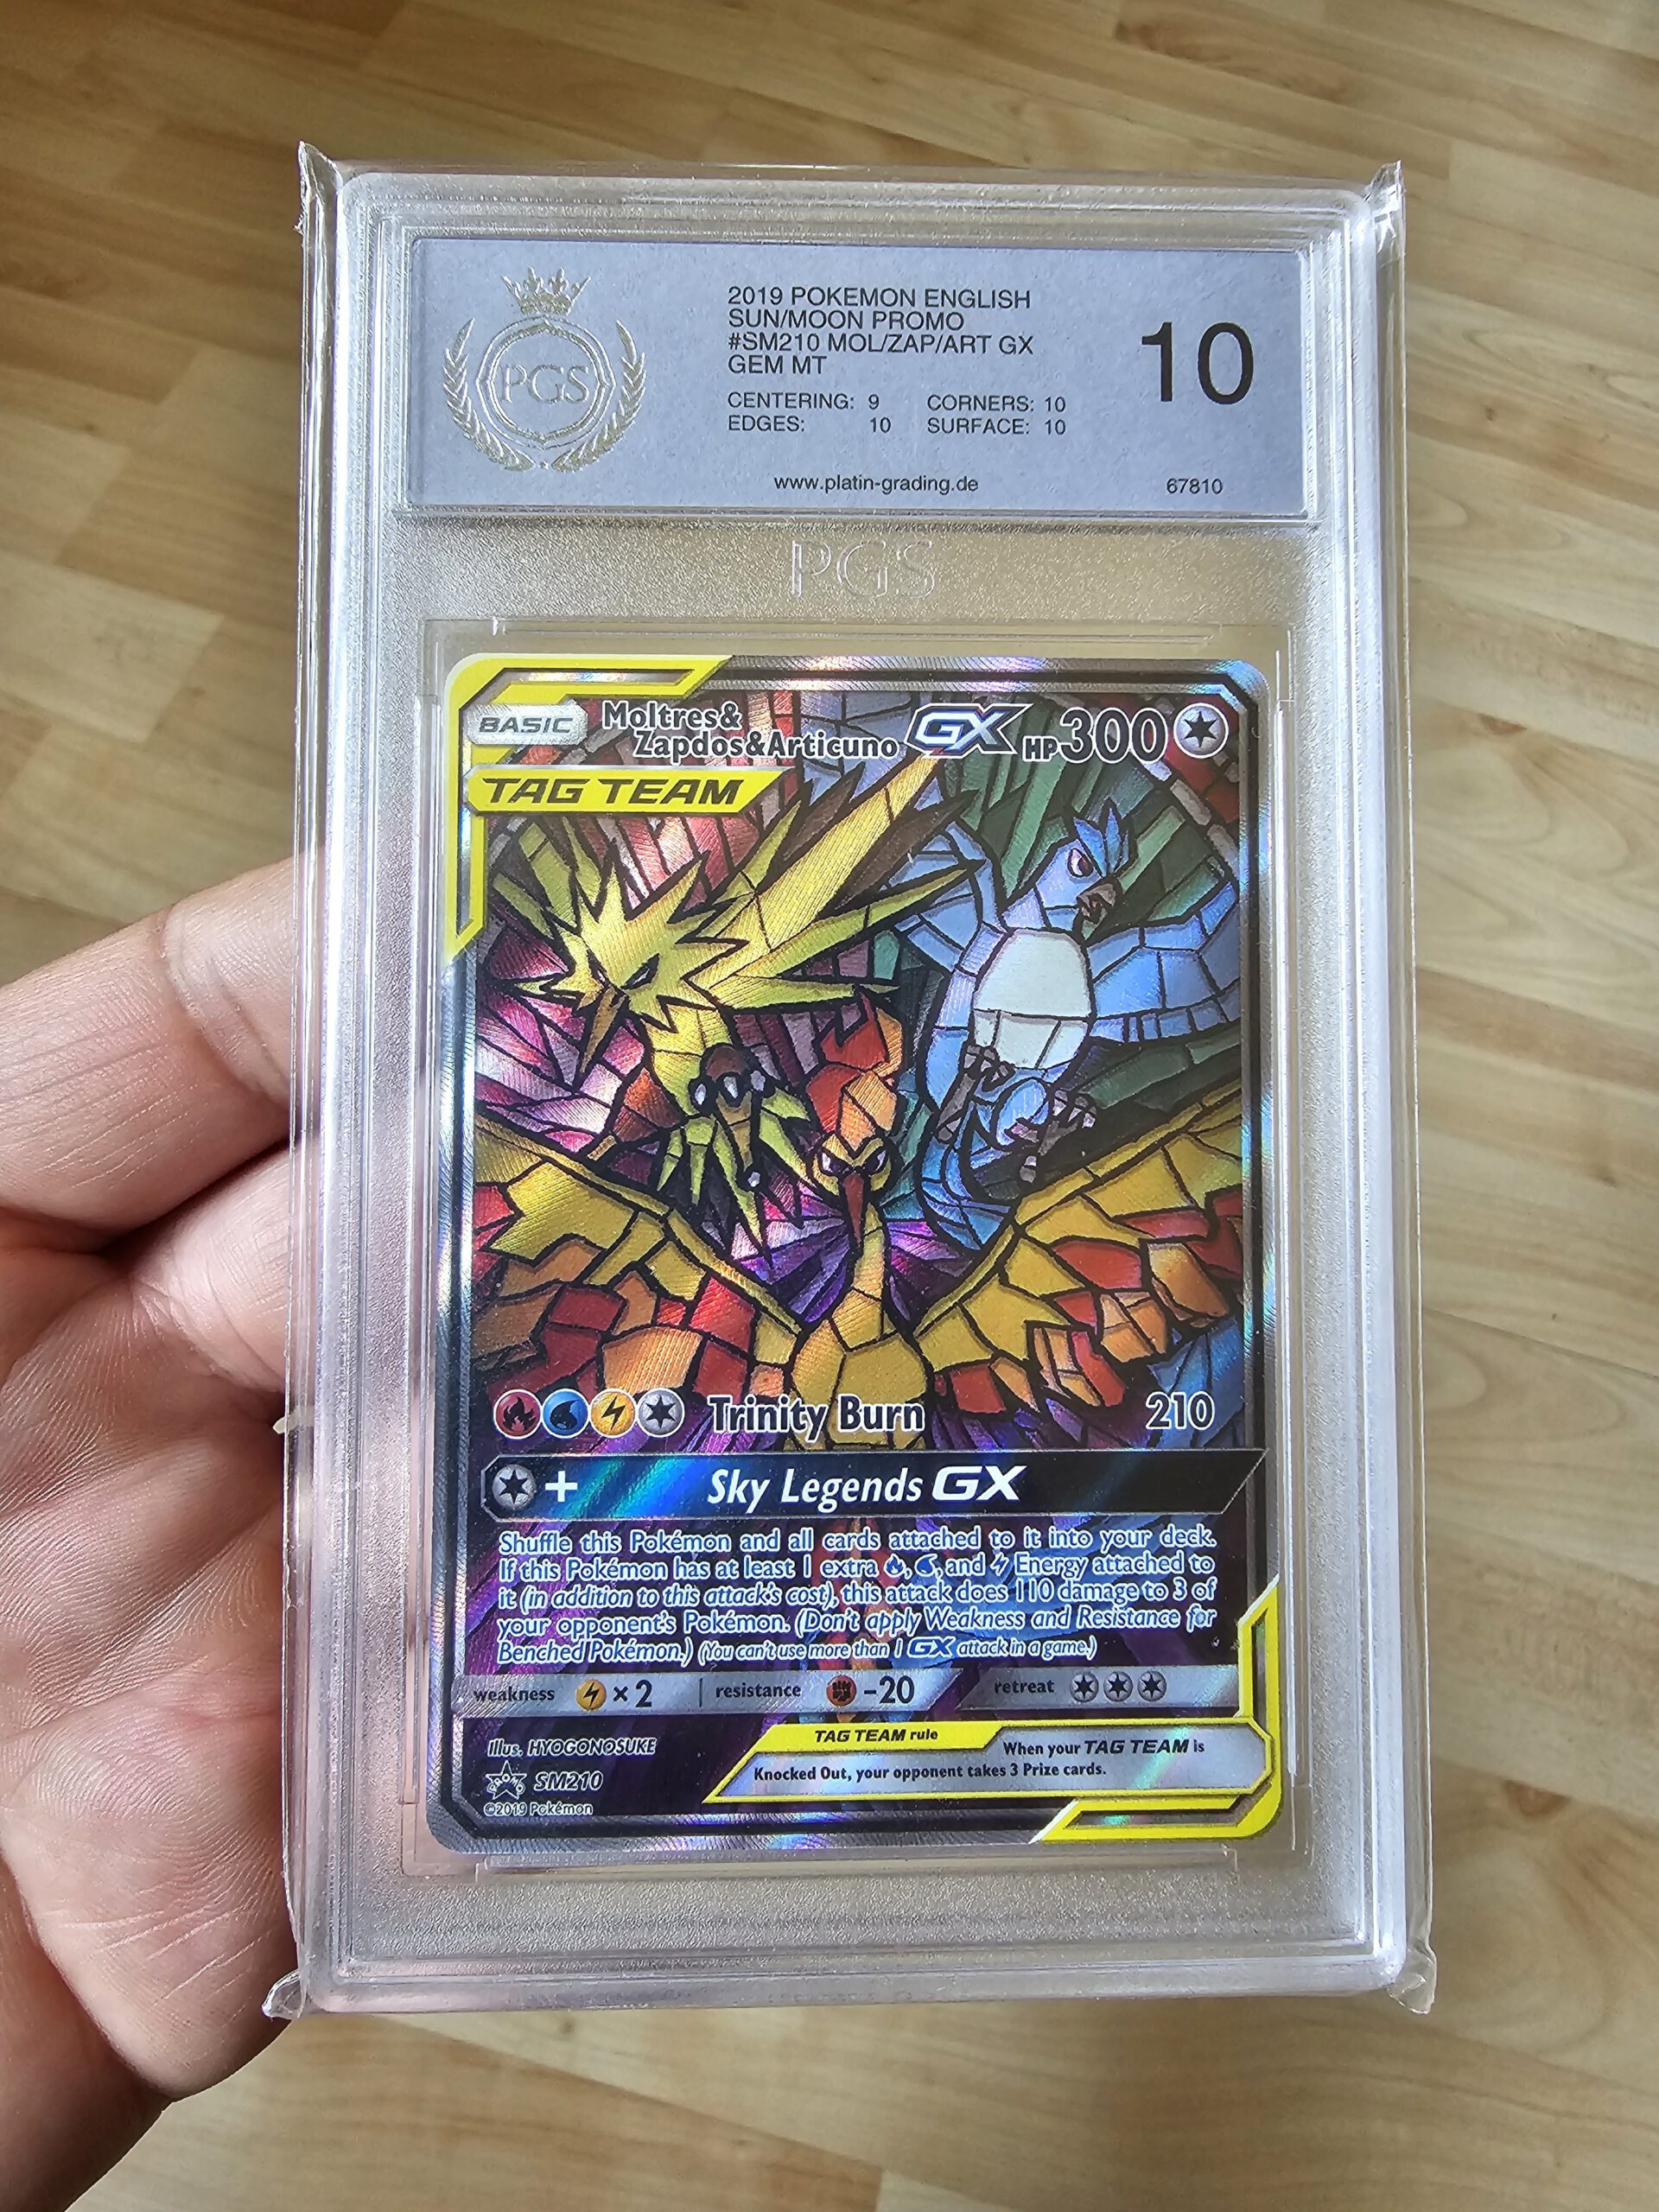 2019 POKEMON ENGLISH
SUN/MOON PROMO
#SM210 MOL/ZAP/ART GX
GEM MT
10
CENTERING: 9 CORNERS: 10
EDGES: 10 SURFACE: 10
PGS
www.platin-grading.de 67810
PGS
BASIC Moltres&
Zapdos&Articuno GX HP300
TAG TEAM
Trinity Burn 210
+ Sky Legends GX
Shuffle this Pokémon and all cards attached to it into your deck.
If this Pokémon has at least 1 extra , , and Energy attached to
it (in addition to this attack's cost), this attack does 110 damage to 3 of
your opponent's Pokémon. (Don't apply Weakness and Resistance for
Benched Pokémon.) (You can't use more than 1 GX attack in a game.)
weakness ×2 resistance -20 retreat
Illus. HYOGONOSUKE
TAG TEAM rule
When your TAG TEAM is
Knocked Out, your opponent takes 3 Prize cards.
PROMO SM210
©2019 Pokémon